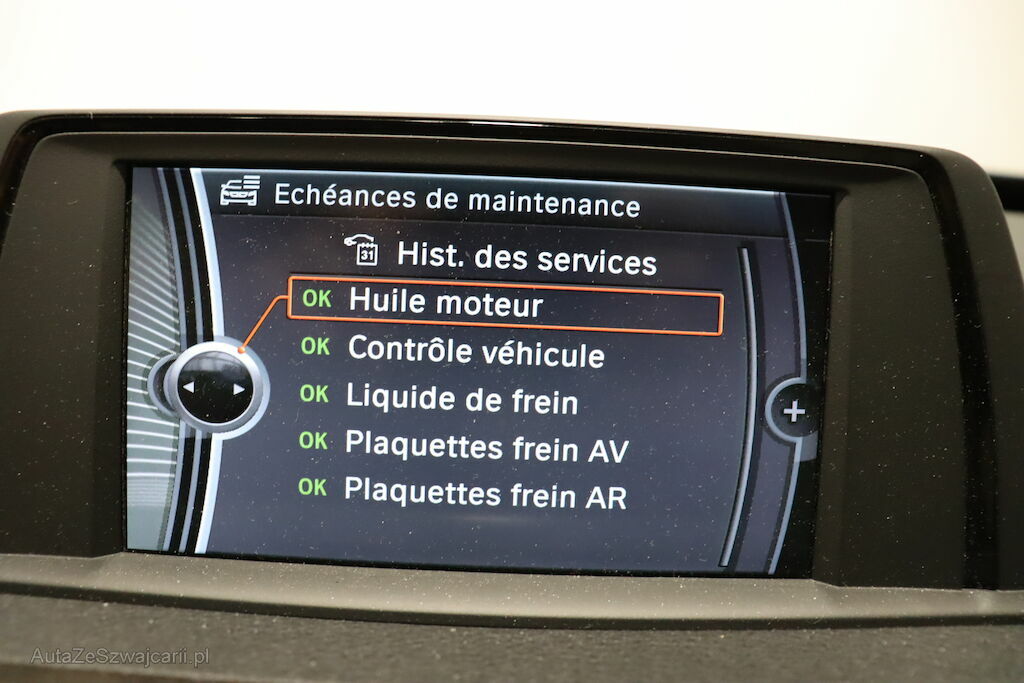 Echéances de maintenance
31 Hist. des services
OK Huile moteur
OK Contrôle véhicule
OK Liquide de frein
OK Plaquettes frein AV
OK Plaquettes frein AR
+
AutaZeSzwajcarii.pl